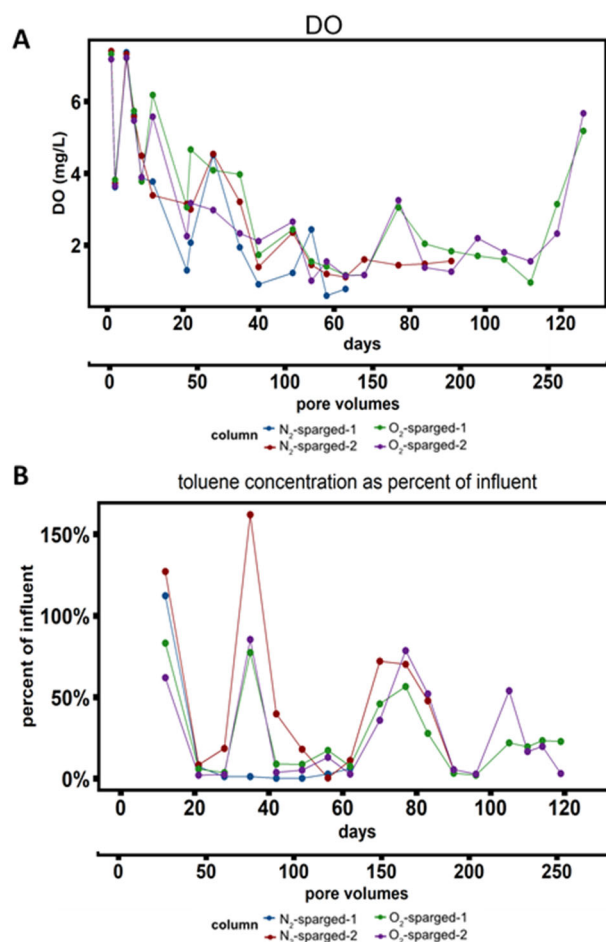 DO
A
6
4
2
DO (mg/L)
0 20 40 60 80 100 120
days
0 50 100 150 200 250
pore volumes
column N₂-sparged-1 O₂-sparged-1
N₂-sparged-2 O₂-sparged-2
B
toluene concentration as percent of influent
150%
100%
50%
0%
percent of influent
0 20 40 60 80 100 120
days
0 50 100 150 200 250
pore volumes
column N₂-sparged-1 O₂-sparged-1
N₂-sparged-2 O₂-sparged-2